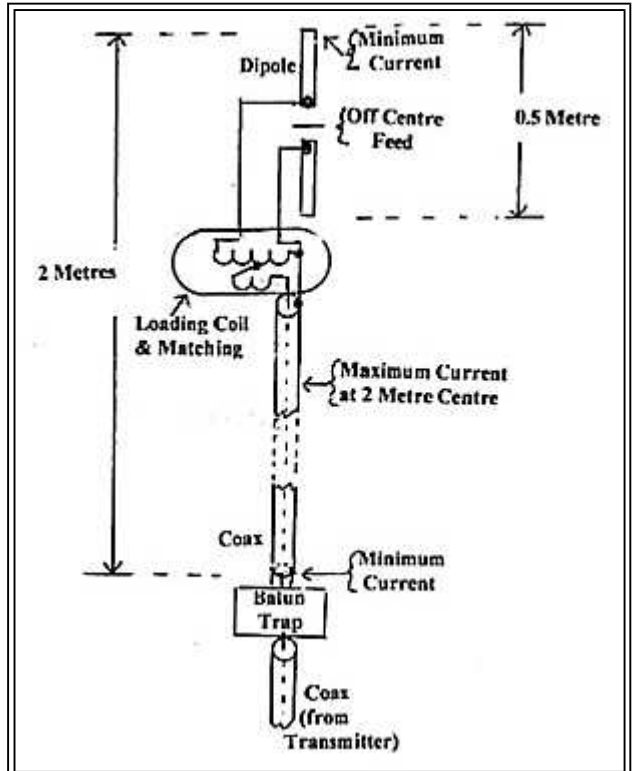 Minimum
Current
Dipole
Off Centre
Feed
0.5 Metre
2 Metres
Loading Coil
& Matching
Maximum Current
at 2 Metre Centre
Coax
Minimum
Current
Balun
Trap
Coax
(from
Transmitter)